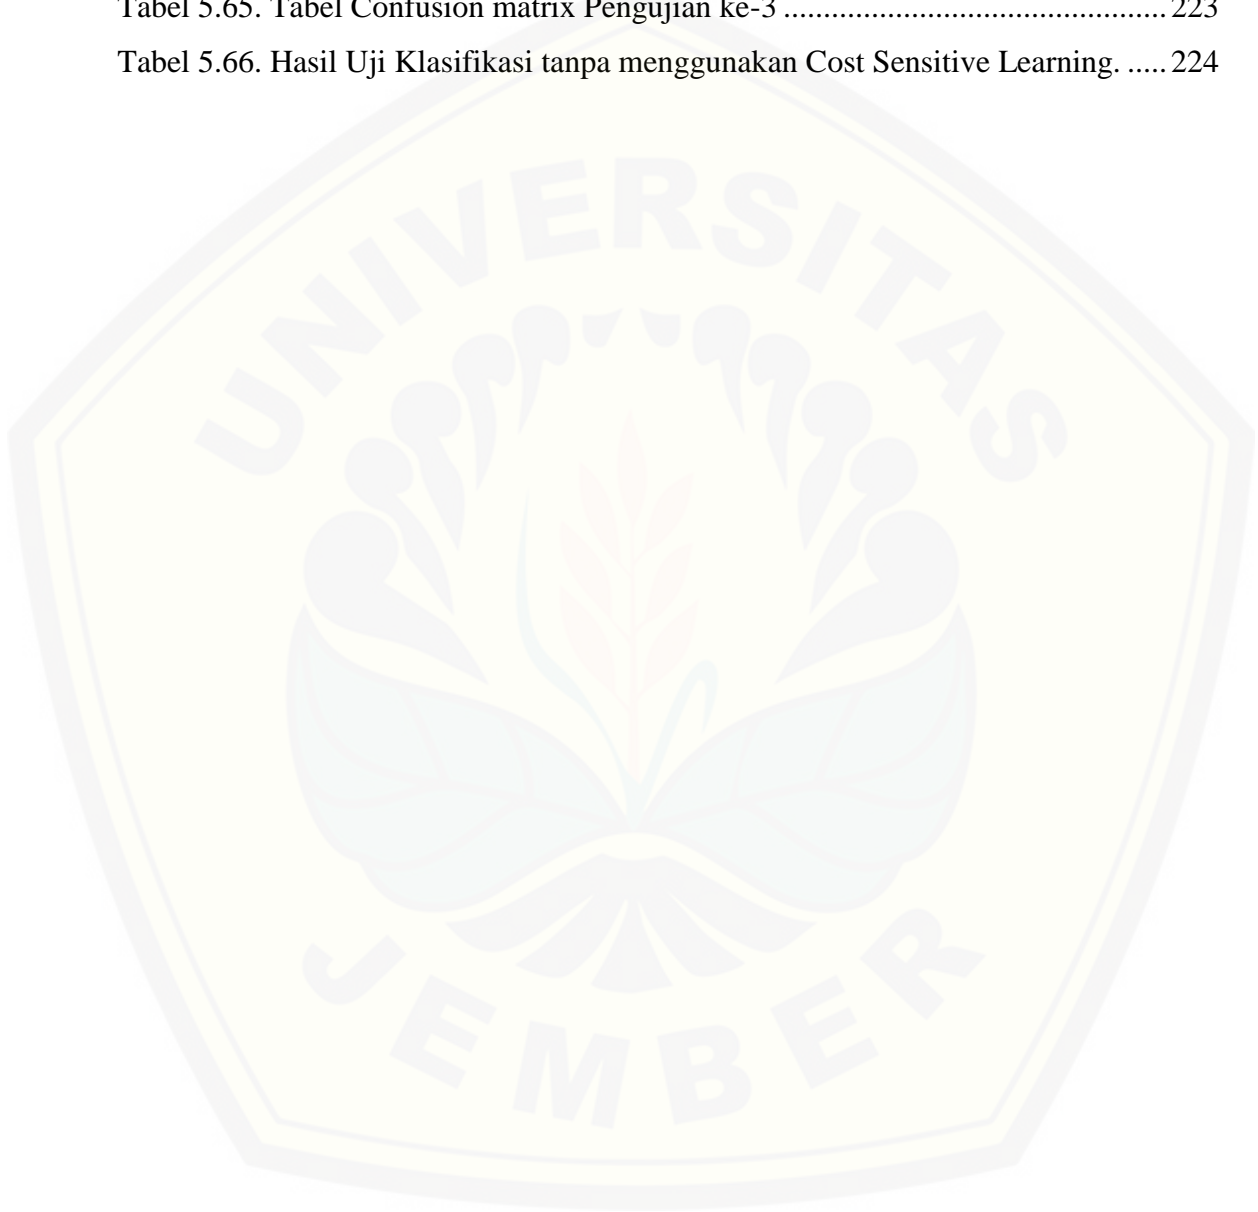 Tabel 5.65. Tabel Confusion matrix Pengujian ke-3 ........................................ 223
Tabel 5.66. Hasil Uji Klasifikasi tanpa menggunakan Cost Sensitive Learning. ..... 224
UNIVERSITAS
JEMBER